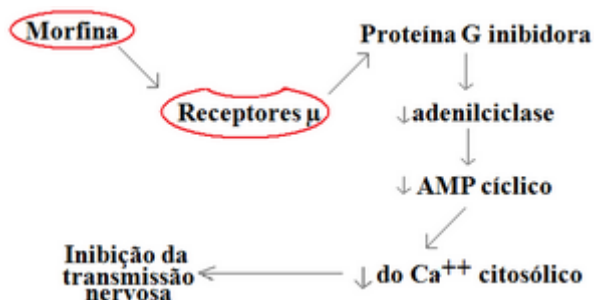 Morfina
Proteína G inibidora
Receptores μ
↓adenilciclase
↓ AMP cíclico
↓ do Ca++ citosólico
Inibição da
transmissão
nervosa